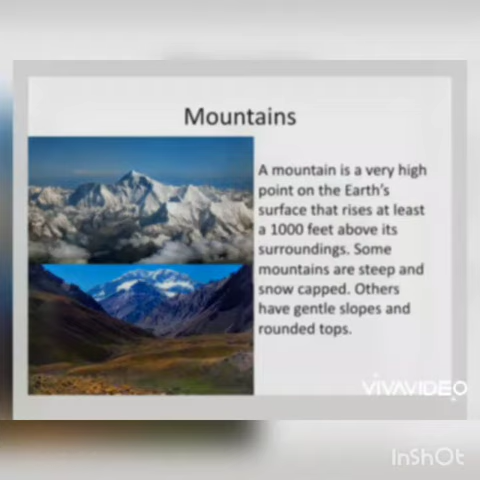 Mountains
A mountain is a very high
point on the Earth's
surface that rises at least
a 1000 feet above its
surroundings. Some
mountains are steep and
snow capped. Others
have gentle slopes and
rounded tops.
VIVAVIDEO
InShOt